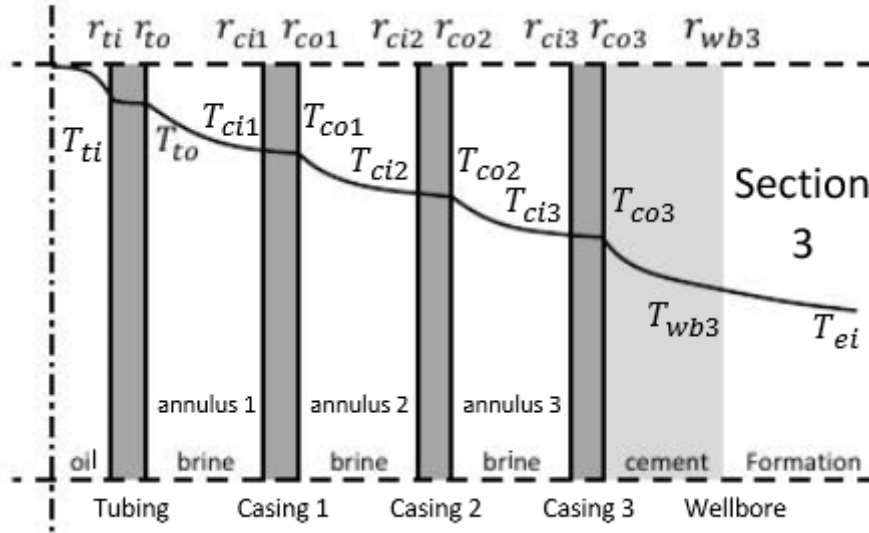 r_ti r_to r_ci1 r_co1 r_ci2 r_co2 r_ci3 r_co3 r_wb3
T_ti T_to T_ci1 T_co1 T_ci2 T_co2 T_ci3 T_co3 T_wb3 T_ei
Section
3
annulus 1 annulus 2 annulus 3
oil brine brine brine cement Formation
Tubing Casing 1 Casing 2 Casing 3 Wellbore